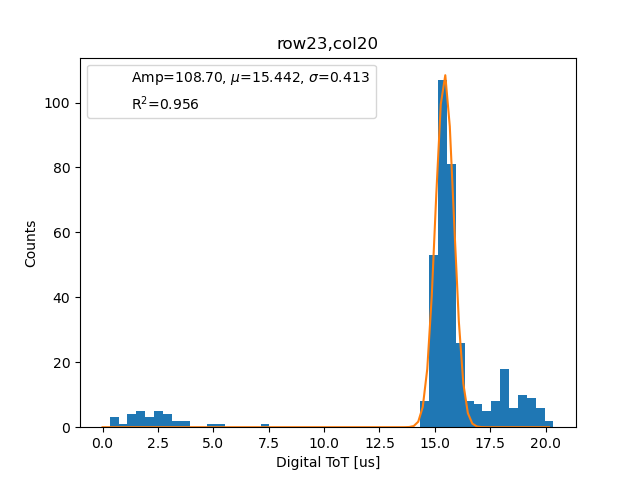 row23,col20
Amp=108.70, μ=15.442, σ=0.413
R²=0.956
Counts
100
80
60
40
20
0
0.0 2.5 5.0 7.5 10.0 12.5 15.0 17.5 20.0
Digital ToT [us]